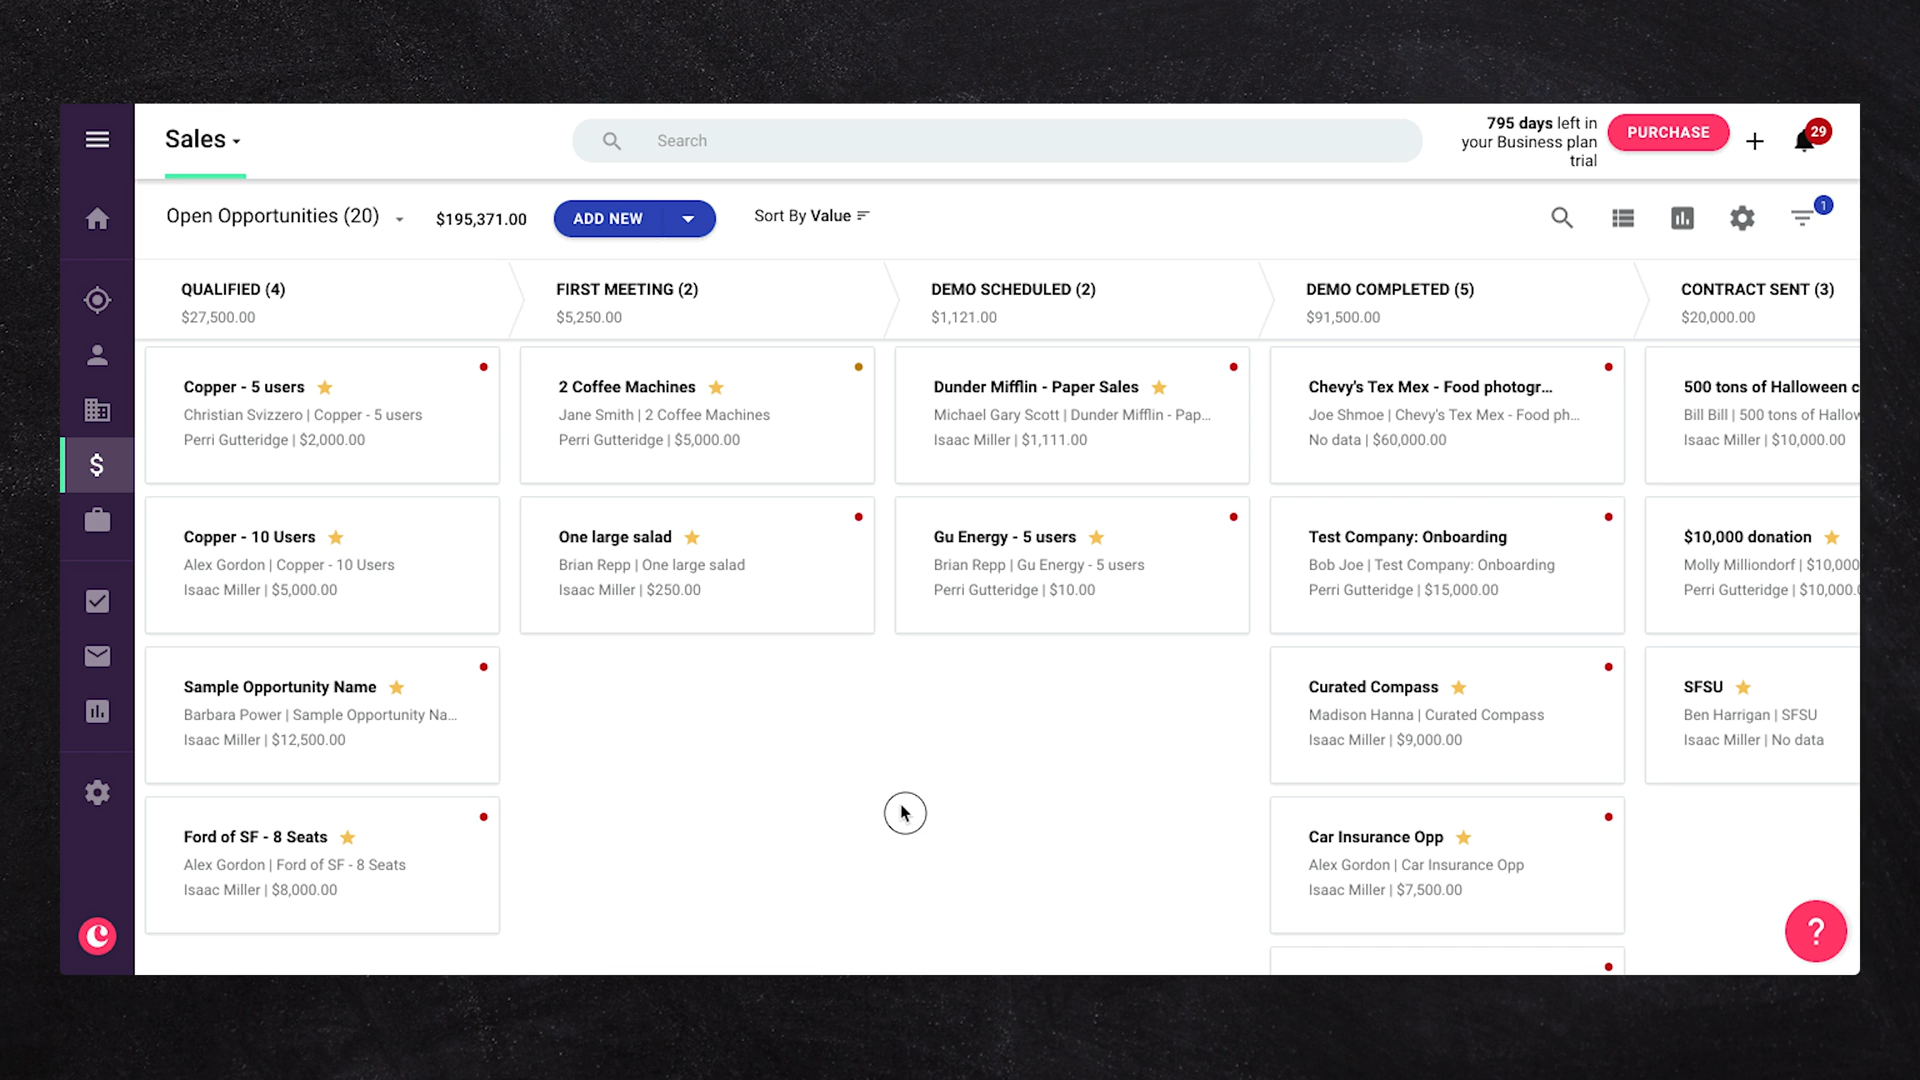 Sales
Search
795 days left in
your Business plan
trial
PURCHASE
29
Open Opportunities (20)
$195,371.00
ADD NEW
Sort By Value
1
QUALIFIED (4)
$27,500.00
FIRST MEETING (2)
$5,250.00
DEMO SCHEDULED (2)
$1,121.00
DEMO COMPLETED (5)
$91,500.00
CONTRACT SENT (3)
$20,000.00
Copper - 5 users
Christian Svizzero | Copper - 5 users
Perri Gutteridge | $2,000.00
2 Coffee Machines
Jane Smith | 2 Coffee Machines
Perri Gutteridge | $5,000.00
Dunder Mifflin - Paper Sales
Michael Gary Scott | Dunder Mifflin - Pap...
Isaac Miller | $1,111.00
Chevy's Tex Mex - Food photogr...
Joe Shmoe | Chevy's Tex Mex - Food ph...
No data | $60,000.00
500 tons of Halloween c
Bill Bill | 500 tons of Hallow
Isaac Miller | $10,000.00
Copper - 10 Users
Alex Gordon | Copper - 10 Users
Isaac Miller | $5,000.00
One large salad
Brian Repp | One large salad
Isaac Miller | $250.00
Gu Energy - 5 users
Brian Repp | Gu Energy - 5 users
Perri Gutteridge | $10.00
Test Company: Onboarding
Bob Joe | Test Company: Onboarding
Perri Gutteridge | $15,000.00
$10,000 donation
Molly Milliondorf | $10,000
Perri Gutteridge | $10,000.0
Sample Opportunity Name
Barbara Power | Sample Opportunity Na...
Isaac Miller | $12,500.00
Curated Compass
Madison Hanna | Curated Compass
Isaac Miller | $9,000.00
SFSU
Ben Harrigan | SFSU
Isaac Miller | No data
Ford of SF - 8 Seats
Alex Gordon | Ford of SF - 8 Seats
Isaac Miller | $8,000.00
Car Insurance Opp
Alex Gordon | Car Insurance Opp
Isaac Miller | $7,500.00
?